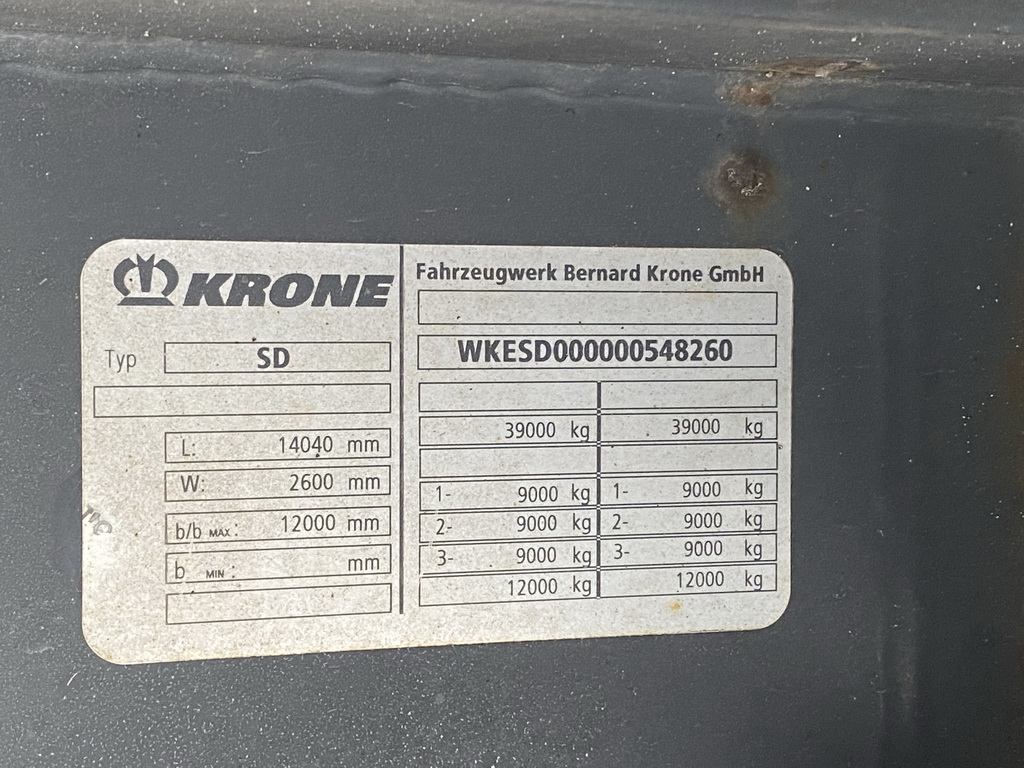 KRONE
Typ SD
L: 14040 mm
W: 2600 mm
b/b MAX: 12000 mm
b MIN: mm
Fahrzeugwerk Bernard Krone GmbH
WKESD000000548260
39000 kg 39000 kg
1- 9000 kg 1- 9000 kg
2- 9000 kg 2- 9000 kg
3- 9000 kg 3- 9000 kg
12000 kg 12000 kg